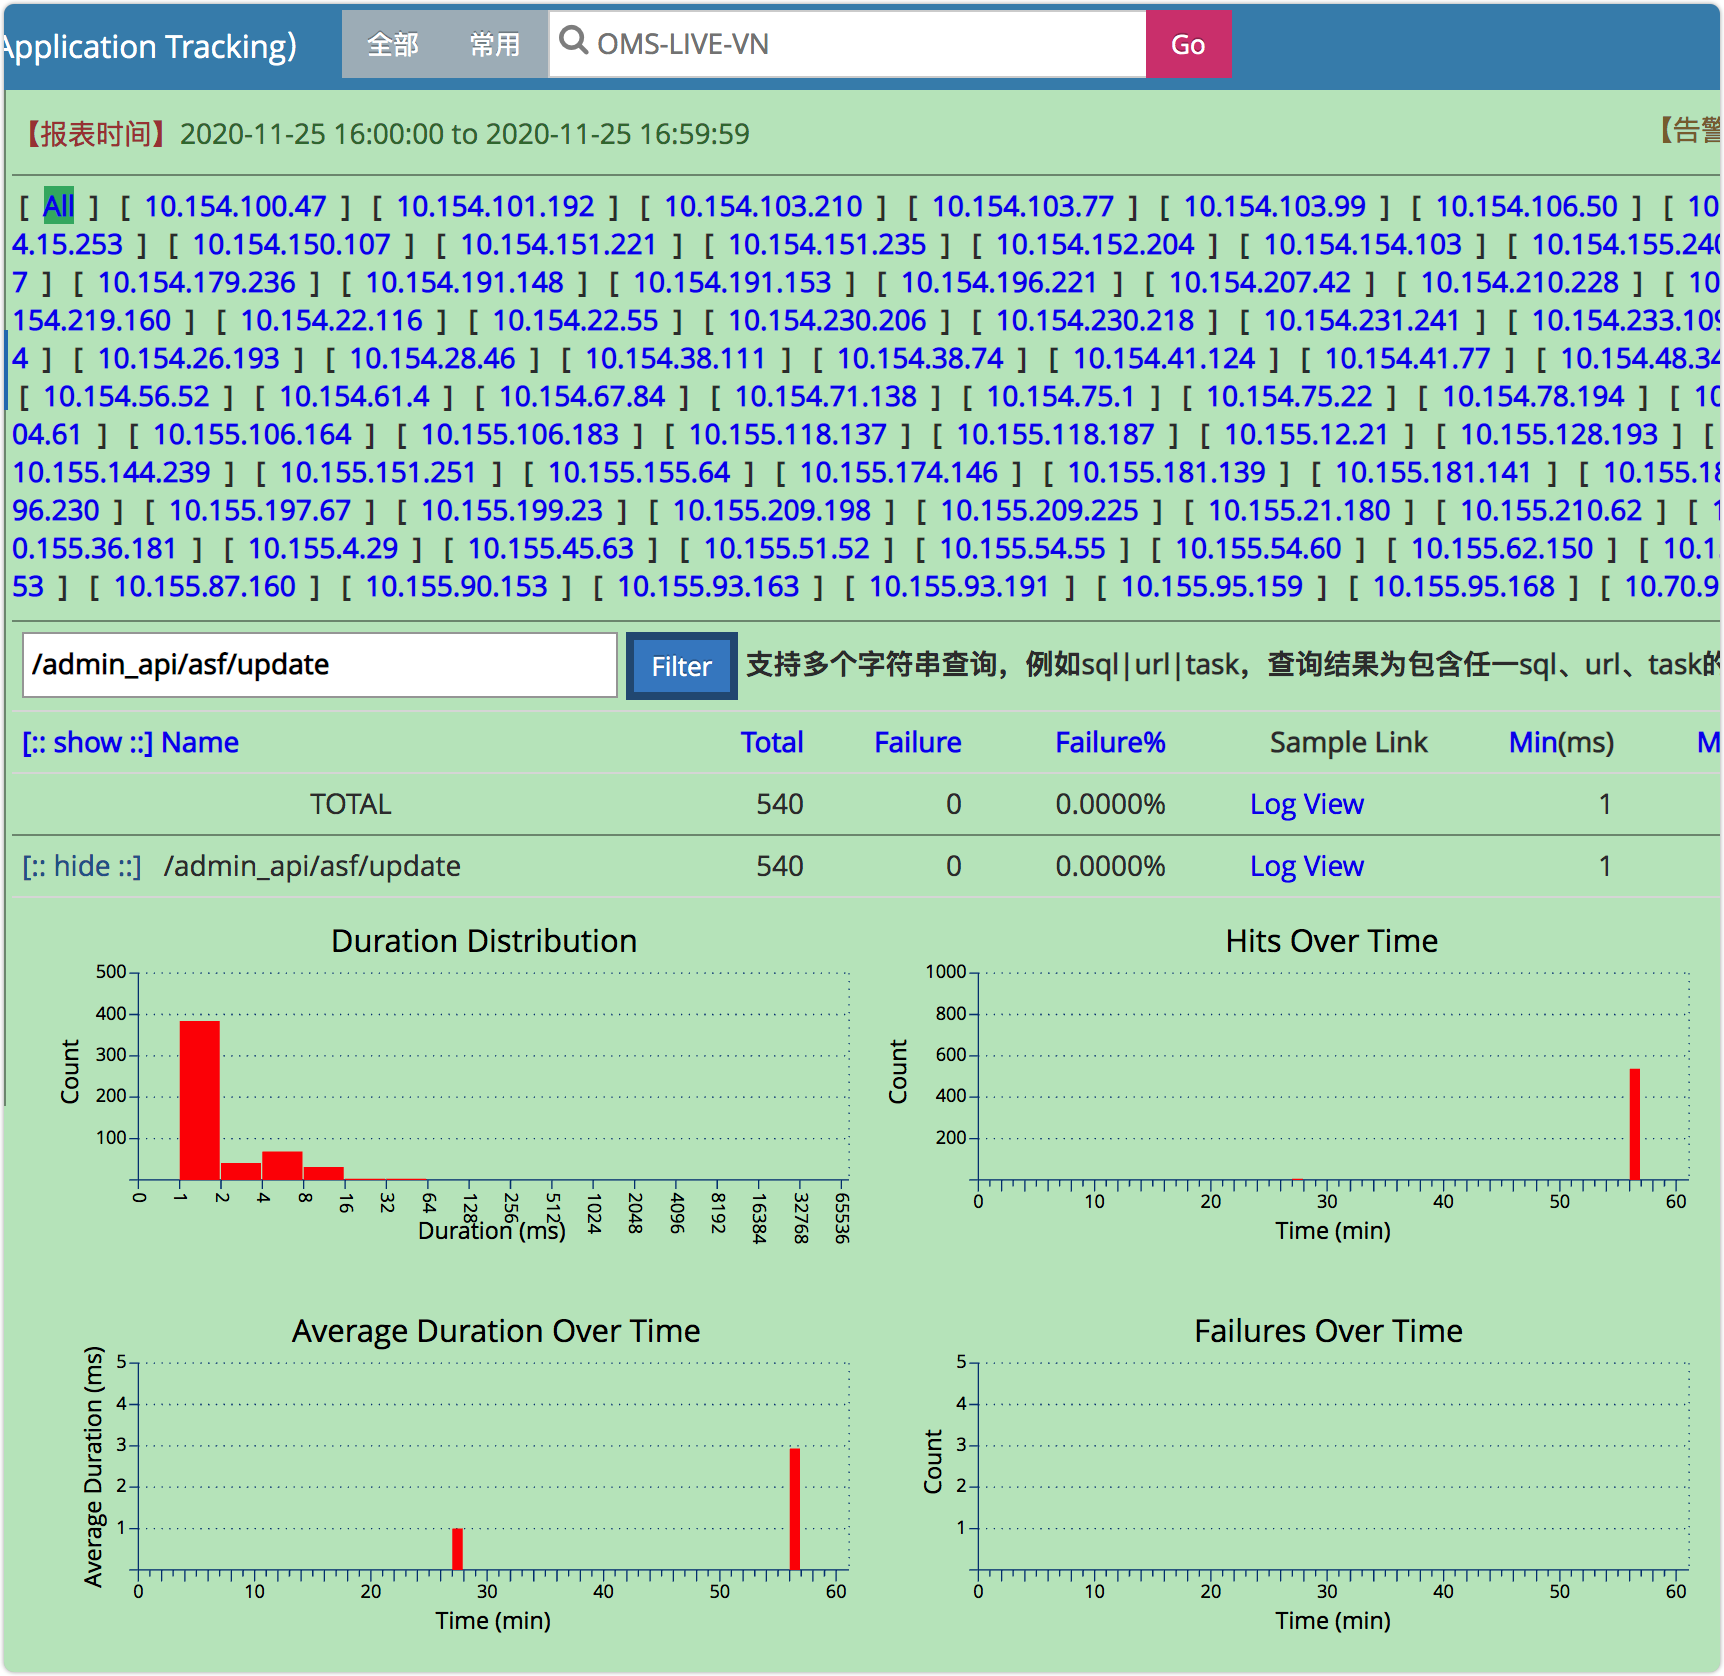 Application Tracking)
全部 常用 OMS-LIVE-VN Go
【报表时间】2020-11-25 16:00:00 to 2020-11-25 16:59:59 【告警
[ All ] [ 10.154.100.47 ] [ 10.154.101.192 ] [ 10.154.103.210 ] [ 10.154.103.77 ] [ 10.154.103.99 ] [ 10.154.106.50 ] [ 10
4.15.253 ] [ 10.154.150.107 ] [ 10.154.151.221 ] [ 10.154.151.235 ] [ 10.154.152.204 ] [ 10.154.154.103 ] [ 10.154.155.240
7 ] [ 10.154.179.236 ] [ 10.154.191.148 ] [ 10.154.191.153 ] [ 10.154.196.221 ] [ 10.154.207.42 ] [ 10.154.210.228 ] [ 10
154.219.160 ] [ 10.154.22.116 ] [ 10.154.22.55 ] [ 10.154.230.206 ] [ 10.154.230.218 ] [ 10.154.231.241 ] [ 10.154.233.109
4 ] [ 10.154.26.193 ] [ 10.154.28.46 ] [ 10.154.38.111 ] [ 10.154.38.74 ] [ 10.154.41.124 ] [ 10.154.41.77 ] [ 10.154.48.34
[ 10.154.56.52 ] [ 10.154.61.4 ] [ 10.154.67.84 ] [ 10.154.71.138 ] [ 10.154.75.1 ] [ 10.154.75.22 ] [ 10.154.78.194 ] [ 10
04.61 ] [ 10.155.106.164 ] [ 10.155.106.183 ] [ 10.155.118.137 ] [ 10.155.118.187 ] [ 10.155.12.21 ] [ 10.155.128.193 ] [
10.155.144.239 ] [ 10.155.151.251 ] [ 10.155.155.64 ] [ 10.155.174.146 ] [ 10.155.181.139 ] [ 10.155.181.141 ] [ 10.155.18
96.230 ] [ 10.155.197.67 ] [ 10.155.199.23 ] [ 10.155.209.198 ] [ 10.155.209.225 ] [ 10.155.21.180 ] [ 10.155.210.62 ] [ 1
0.155.36.181 ] [ 10.155.4.29 ] [ 10.155.45.63 ] [ 10.155.51.52 ] [ 10.155.54.55 ] [ 10.155.54.60 ] [ 10.155.62.150 ] [ 10.1
53 ] [ 10.155.87.160 ] [ 10.155.90.153 ] [ 10.155.93.163 ] [ 10.155.93.191 ] [ 10.155.95.159 ] [ 10.155.95.168 ] [ 10.70.9
/admin_api/asf/update Filter 支持多个字符串查询，例如sql|url|task，查询结果为包含任一sql、url、task的
[:: show ::] Name Total Failure Failure% Sample Link Min(ms) M
TOTAL 540 0 0.0000% Log View 1
[:: hide ::] /admin_api/asf/update 540 0 0.0000% Log View 1
Duration Distribution
Count
500
400
300
200
100
0 1 2 4 8 16 32 64 128 256 512 1024 2048 4096 8192 16384 32768 65536
Duration (ms)
Hits Over Time
Count
1000
800
600
400
200
0 10 20 30 40 50 60
Time (min)
Average Duration Over Time
Average Duration (ms)
5
4
3
2
1
0 10 20 30 40 50 60
Time (min)
Failures Over Time
Count
5
4
3
2
1
0 10 20 30 40 50 60
Time (min)